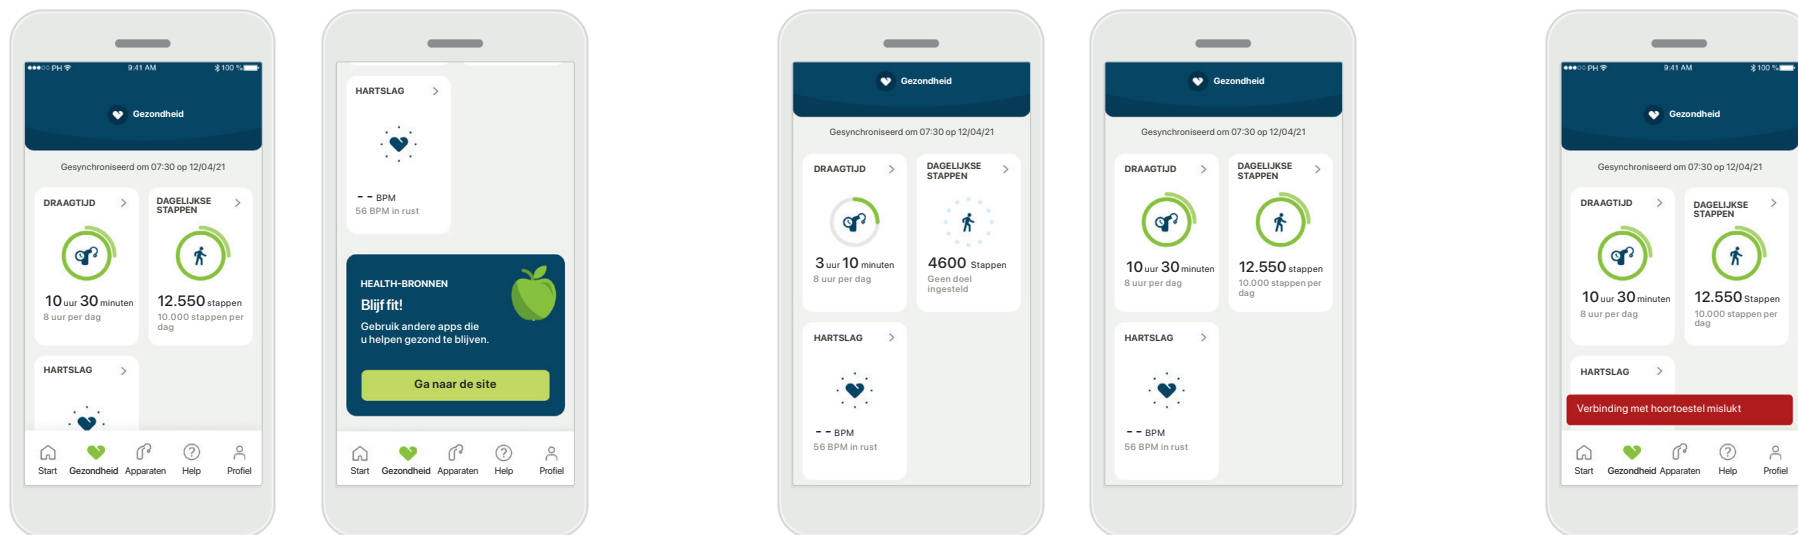 PH
9:41 AM
100 %
Gezondheid
Gesynchroniseerd om 07:30 op 12/04/21
DRAAGTIJD
10 uur 30 minuten
8 uur per dag
DAGELIJKSE
STAPPEN
12.550 stappen
10.000 stappen per
dag
HARTSLAG
Start
Gezondheid
Apparaten
Help
Profiel
HARTSLAG
-- BPM
56 BPM in rust
HEALTH-BRONNEN
Blijf fit!
Gebruik andere apps die
u helpen gezond te blijven.
Ga naar de site
Start
Gezondheid
Apparaten
Help
Profiel
Gezondheid
Gesynchroniseerd om 07:30 op 12/04/21
DRAAGTIJD
3 uur 10 minuten
8 uur per dag
DAGELIJKSE
STAPPEN
4600 Stappen
Geen doel
ingesteld
HARTSLAG
-- BPM
56 BPM in rust
Gezondheid
Gesynchroniseerd om 07:30 op 12/04/21
DRAAGTIJD
10 uur 30 minuten
8 uur per dag
DAGELIJKSE
STAPPEN
12.550 stappen
10.000 stappen per
dag
HARTSLAG
-- BPM
56 BPM in rust
PH
9:41 AM
100 %
Gezondheid
Gesynchroniseerd om 07:30 op 12/04/21
DRAAGTIJD
10 uur 30 minuten
8 uur per dag
DAGELIJKSE
STAPPEN
12.550 Stappen
10.000 stappen per
dag
HARTSLAG
Verbinding met hoortoestel mislukt
Start
Gezondheid
Apparaten
Help
Profiel